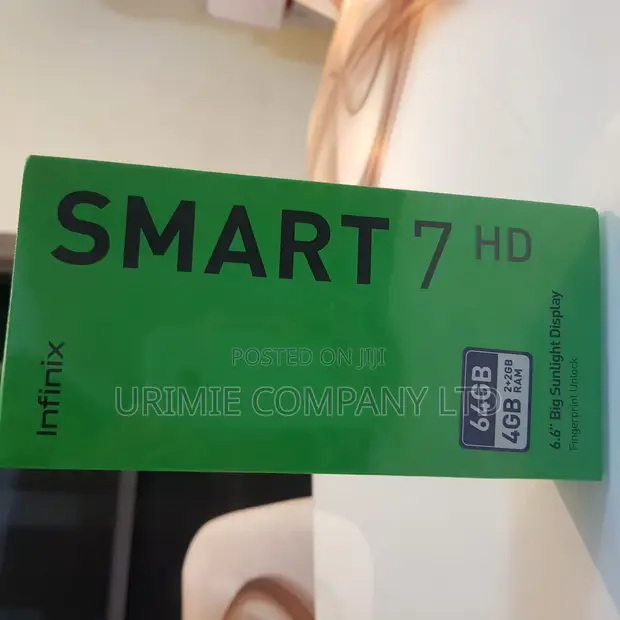 SMART 7 HD
Infinix
64GB
4GB 2+2GB RAM
6.6" Big Sunlight Display
Fingerprint Unlock
POSTED ON JIJI
URIMIE COMPANY LTD